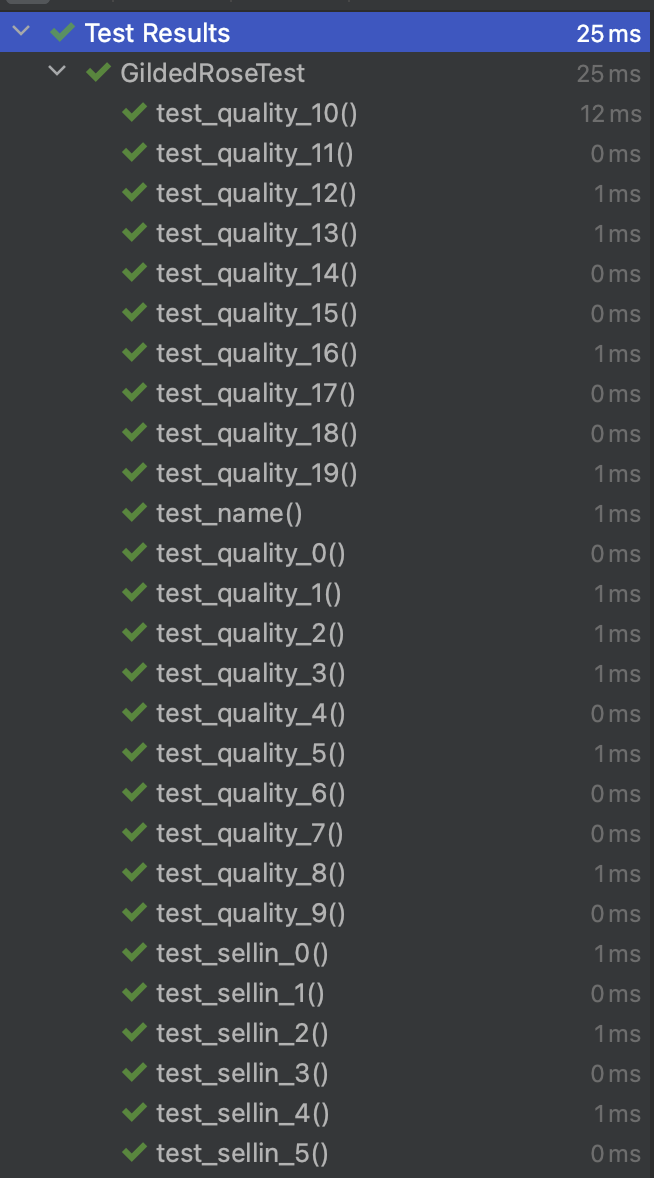 Test Results 25 ms
GildedRoseTest 25 ms
test_quality_10() 12 ms
test_quality_11() 0 ms
test_quality_12() 1 ms
test_quality_13() 1 ms
test_quality_14() 0 ms
test_quality_15() 0 ms
test_quality_16() 1 ms
test_quality_17() 0 ms
test_quality_18() 0 ms
test_quality_19() 1 ms
test_name() 1 ms
test_quality_0() 0 ms
test_quality_1() 1 ms
test_quality_2() 1 ms
test_quality_3() 1 ms
test_quality_4() 0 ms
test_quality_5() 1 ms
test_quality_6() 0 ms
test_quality_7() 0 ms
test_quality_8() 1 ms
test_quality_9() 0 ms
test_sellin_0() 1 ms
test_sellin_1() 0 ms
test_sellin_2() 1 ms
test_sellin_3() 0 ms
test_sellin_4() 1 ms
test_sellin_5() 0 ms